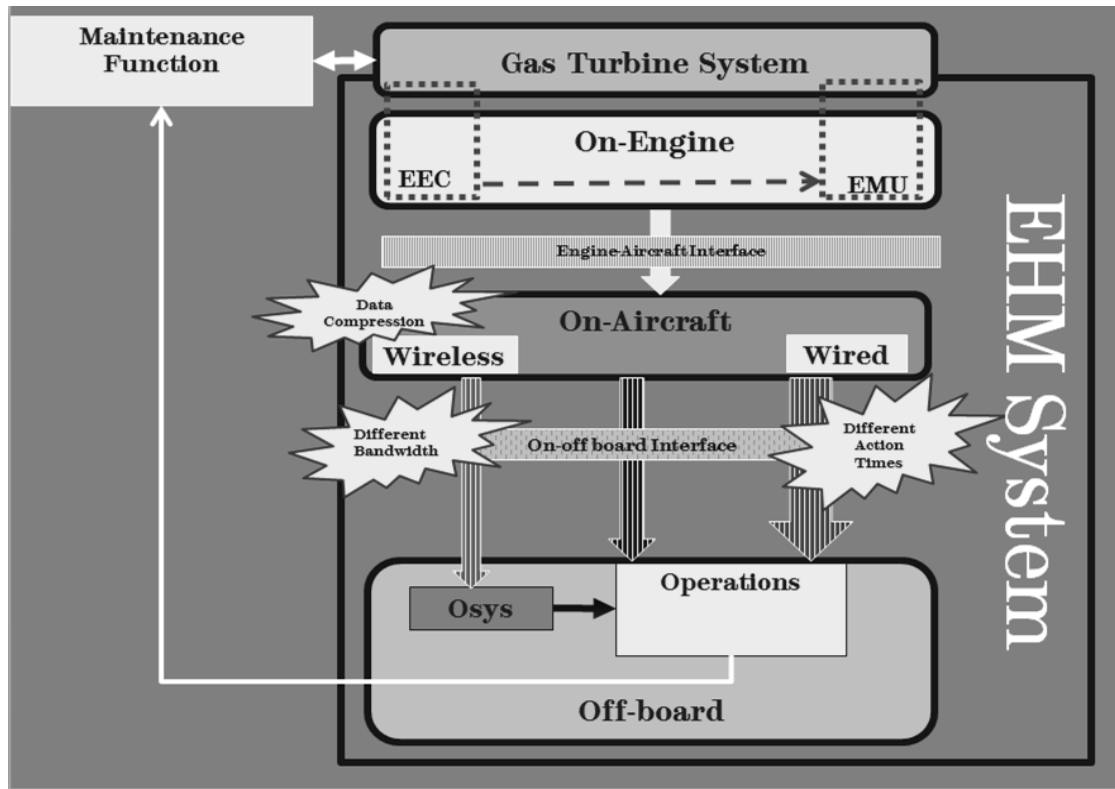 Maintenance
Function
Gas Turbine System
On-Engine
EEC
EMU
Engine-Aircraft Interface
Data
Compression
On-Aircraft
Wireless
Wired
Different
Bandwidth
On-off board Interface
Different
Action
Times
Operations
Osys
Off-board
EHM System